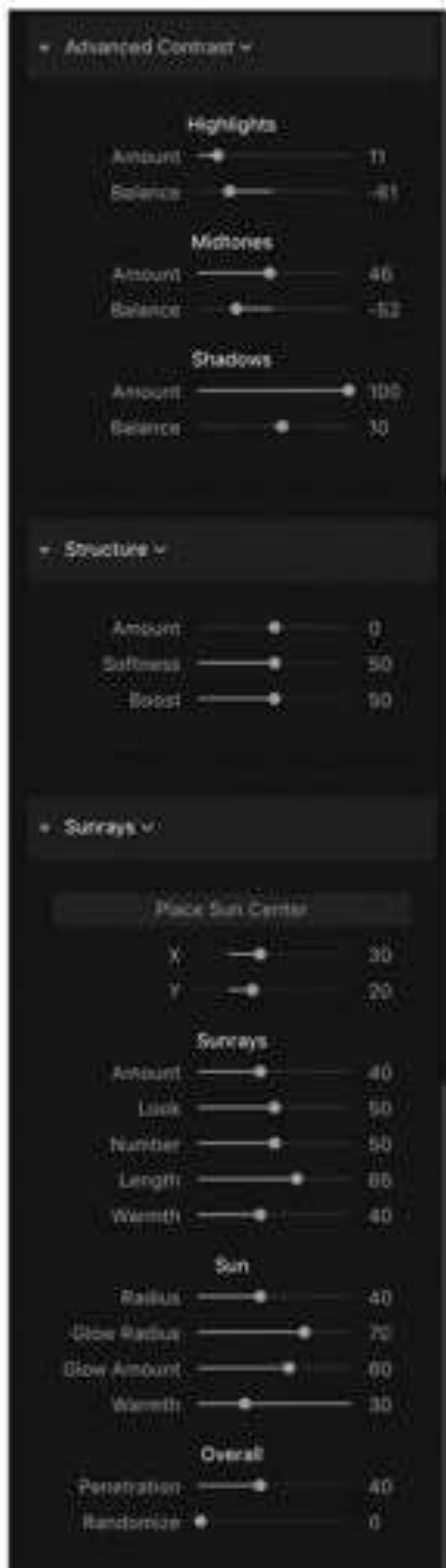 Advanced Contrast
Highlights
Amount 11
Balance -61
Midtones
Amount 46
Balance -52
Shadows
Amount 100
Balance 10
Structure
Amount 0
Softness 50
Boost 50
Sunrays
Place Sun Center
X 30
Y 20
Sunrays
Amount 40
Look 50
Number 50
Length 65
Warmth 40
Sun
Radius 40
Glow Radius 70
Glow Amount 60
Warmth 30
Overall
Penetration 40
Randomize 0